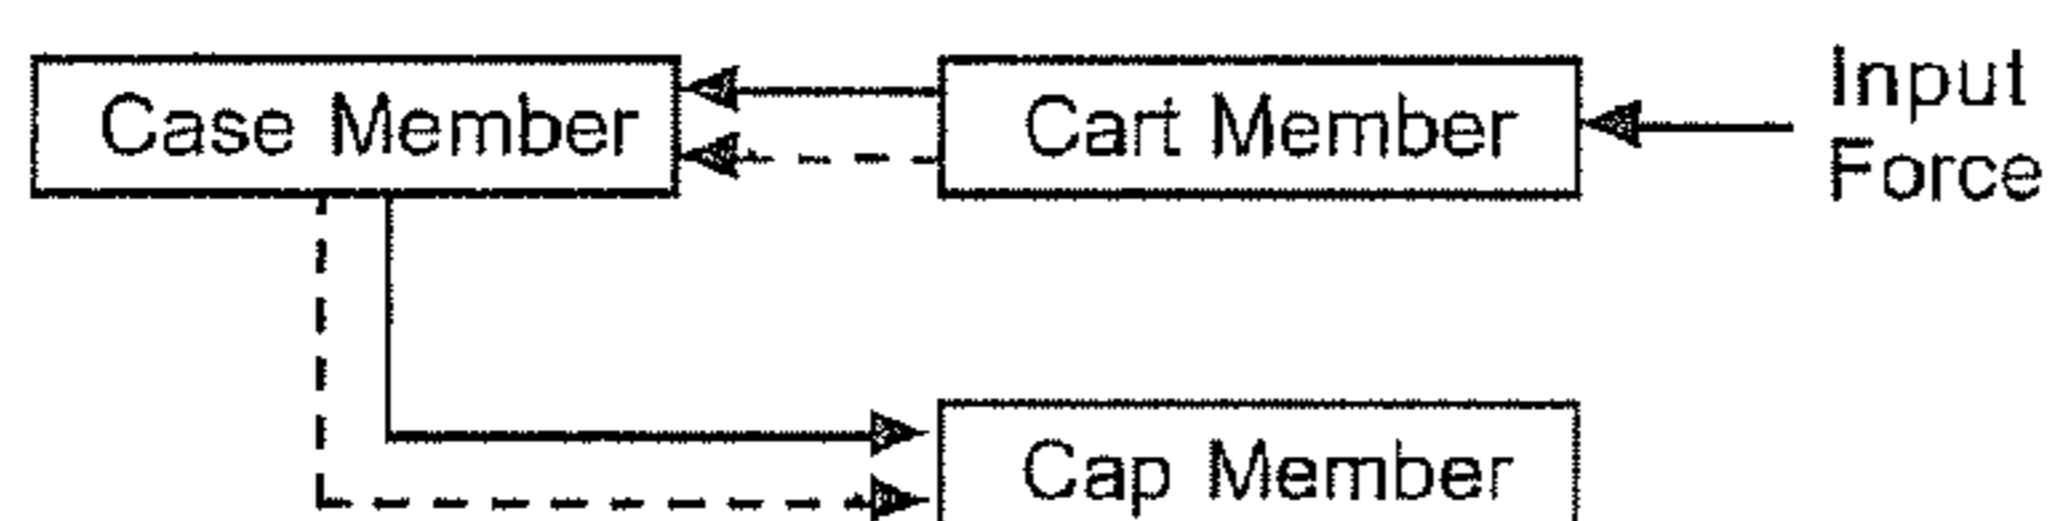 Case Member
Cart Member
Input
Force
Cap Member